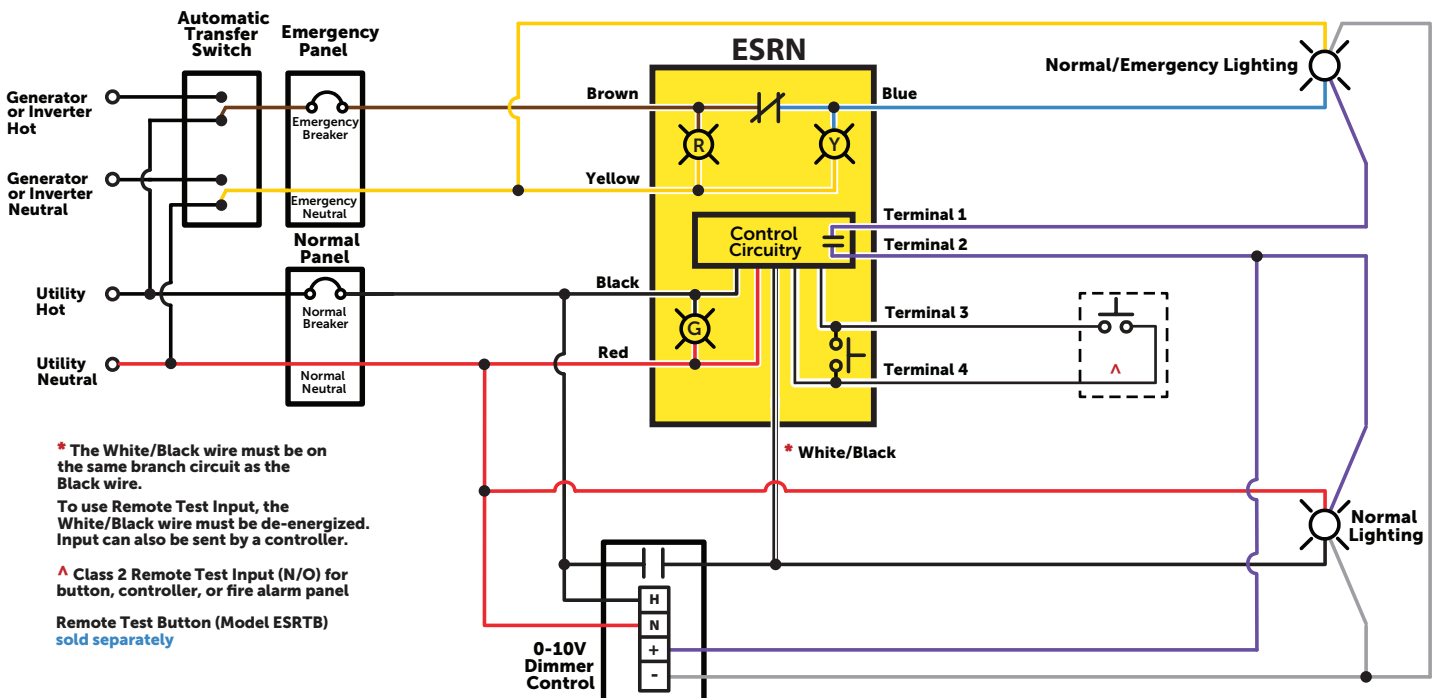 Automatic
Transfer
Switch
Emergency
Panel
ESRN
Normal/Emergency Lighting
Generator
or Inverter
Hot
Brown
Blue
Emergency
Breaker
R
Y
Generator
or Inverter
Neutral
Yellow
Emergency
Neutral
Normal
Panel
Control
Circuitry
Terminal 1
Terminal 2
Utility
Hot
Black
Normal
Breaker
G
Terminal 3
Utility
Neutral
Red
Normal
Neutral
Terminal 4
^
* The White/Black wire must be on
the same branch circuit as the
Black wire.
To use Remote Test Input, the
White/Black wire must be de-energized.
Input can also be sent by a controller.
^ Class 2 Remote Test Input (N/O) for
button, controller, or fire alarm panel
Remote Test Button (Model ESRTB)
sold separately
* White/Black
Normal
Lighting
H
N
+
-
0-10V
Dimmer
Control